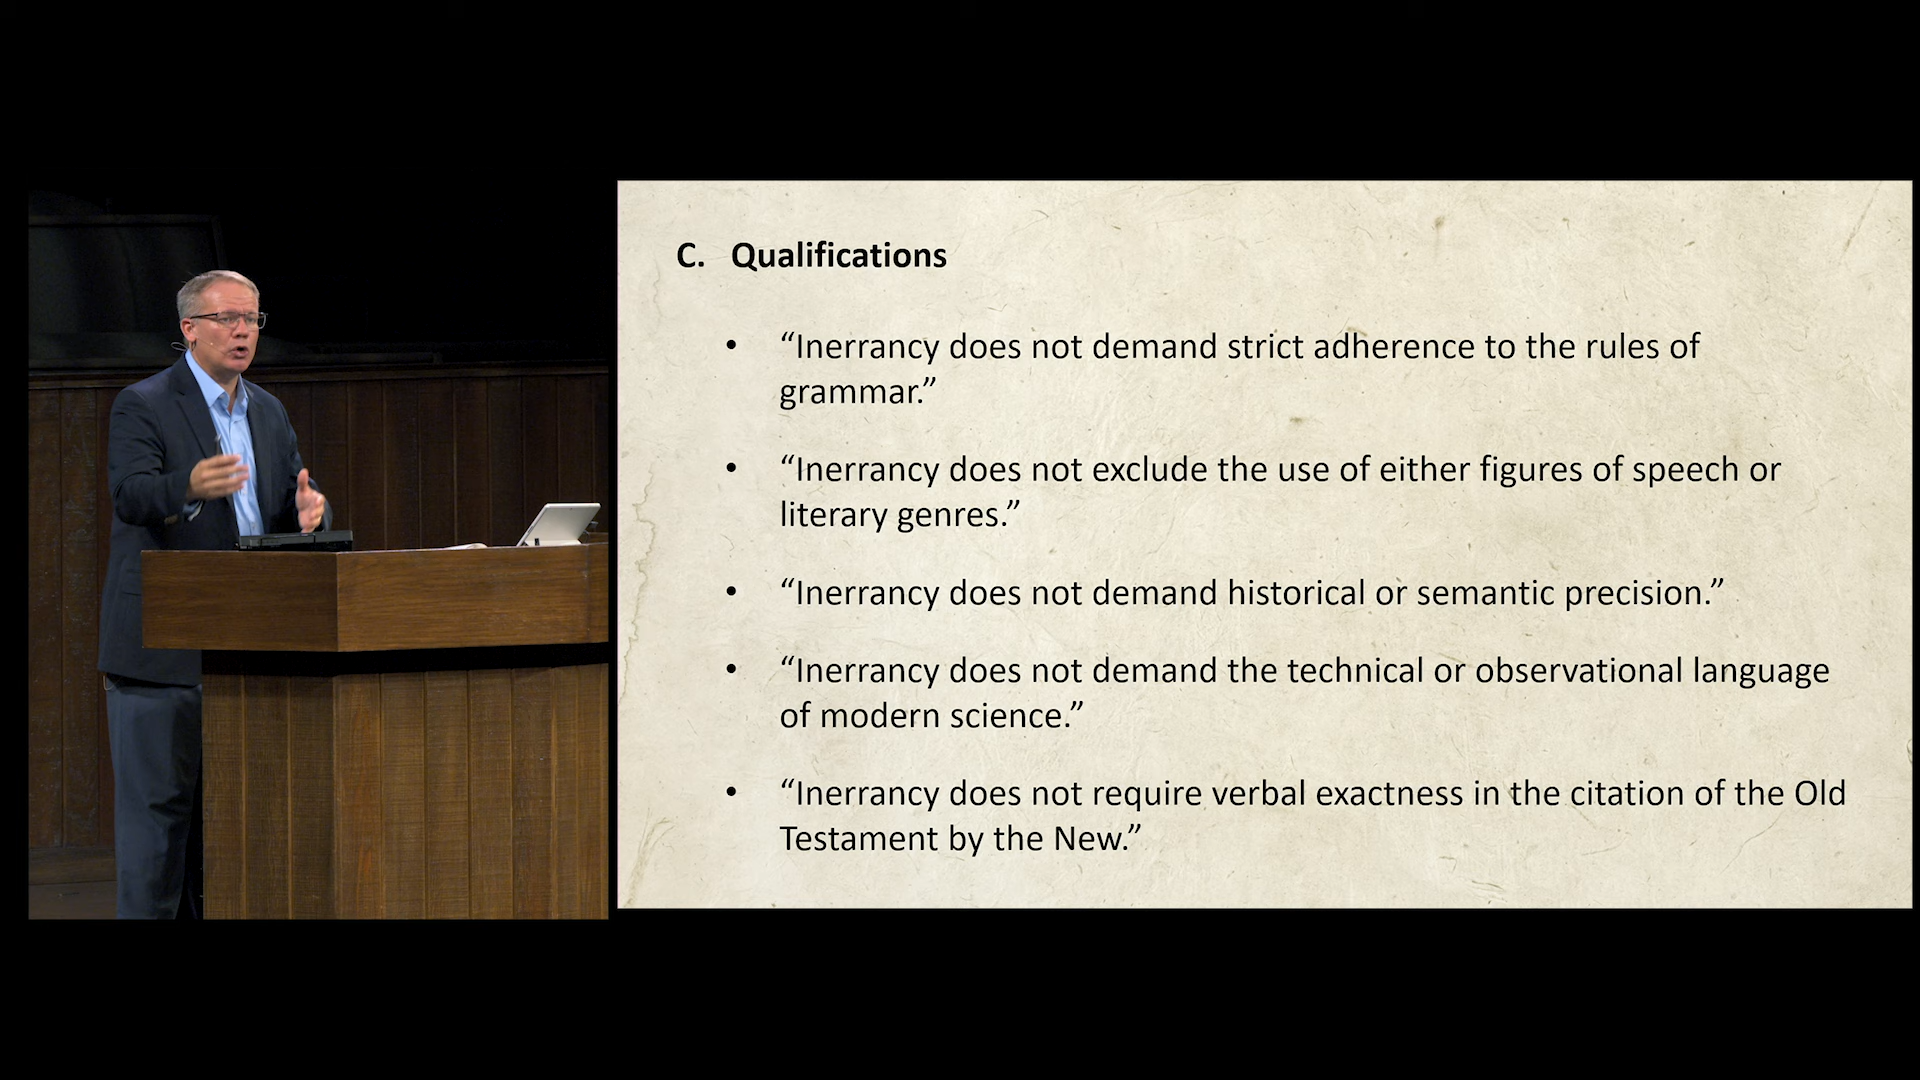 C. Qualifications
• “Inerrancy does not demand strict adherence to the rules of
grammar.”
• “Inerrancy does not exclude the use of either figures of speech or
literary genres.”
• “Inerrancy does not demand historical or semantic precision.”
• “Inerrancy does not demand the technical or observational language
of modern science.”
• “Inerrancy does not require verbal exactness in the citation of the Old
Testament by the New.”